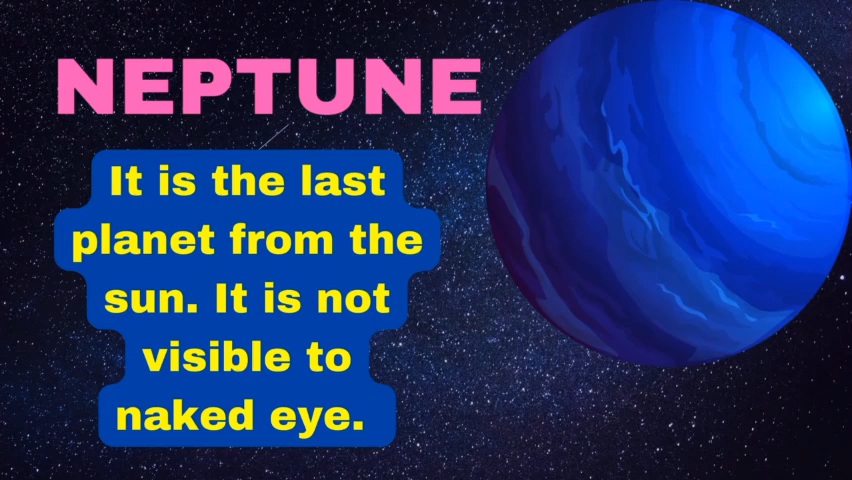 NEPTUNE
It is the last
planet from the
sun. It is not
visible to
naked eye.